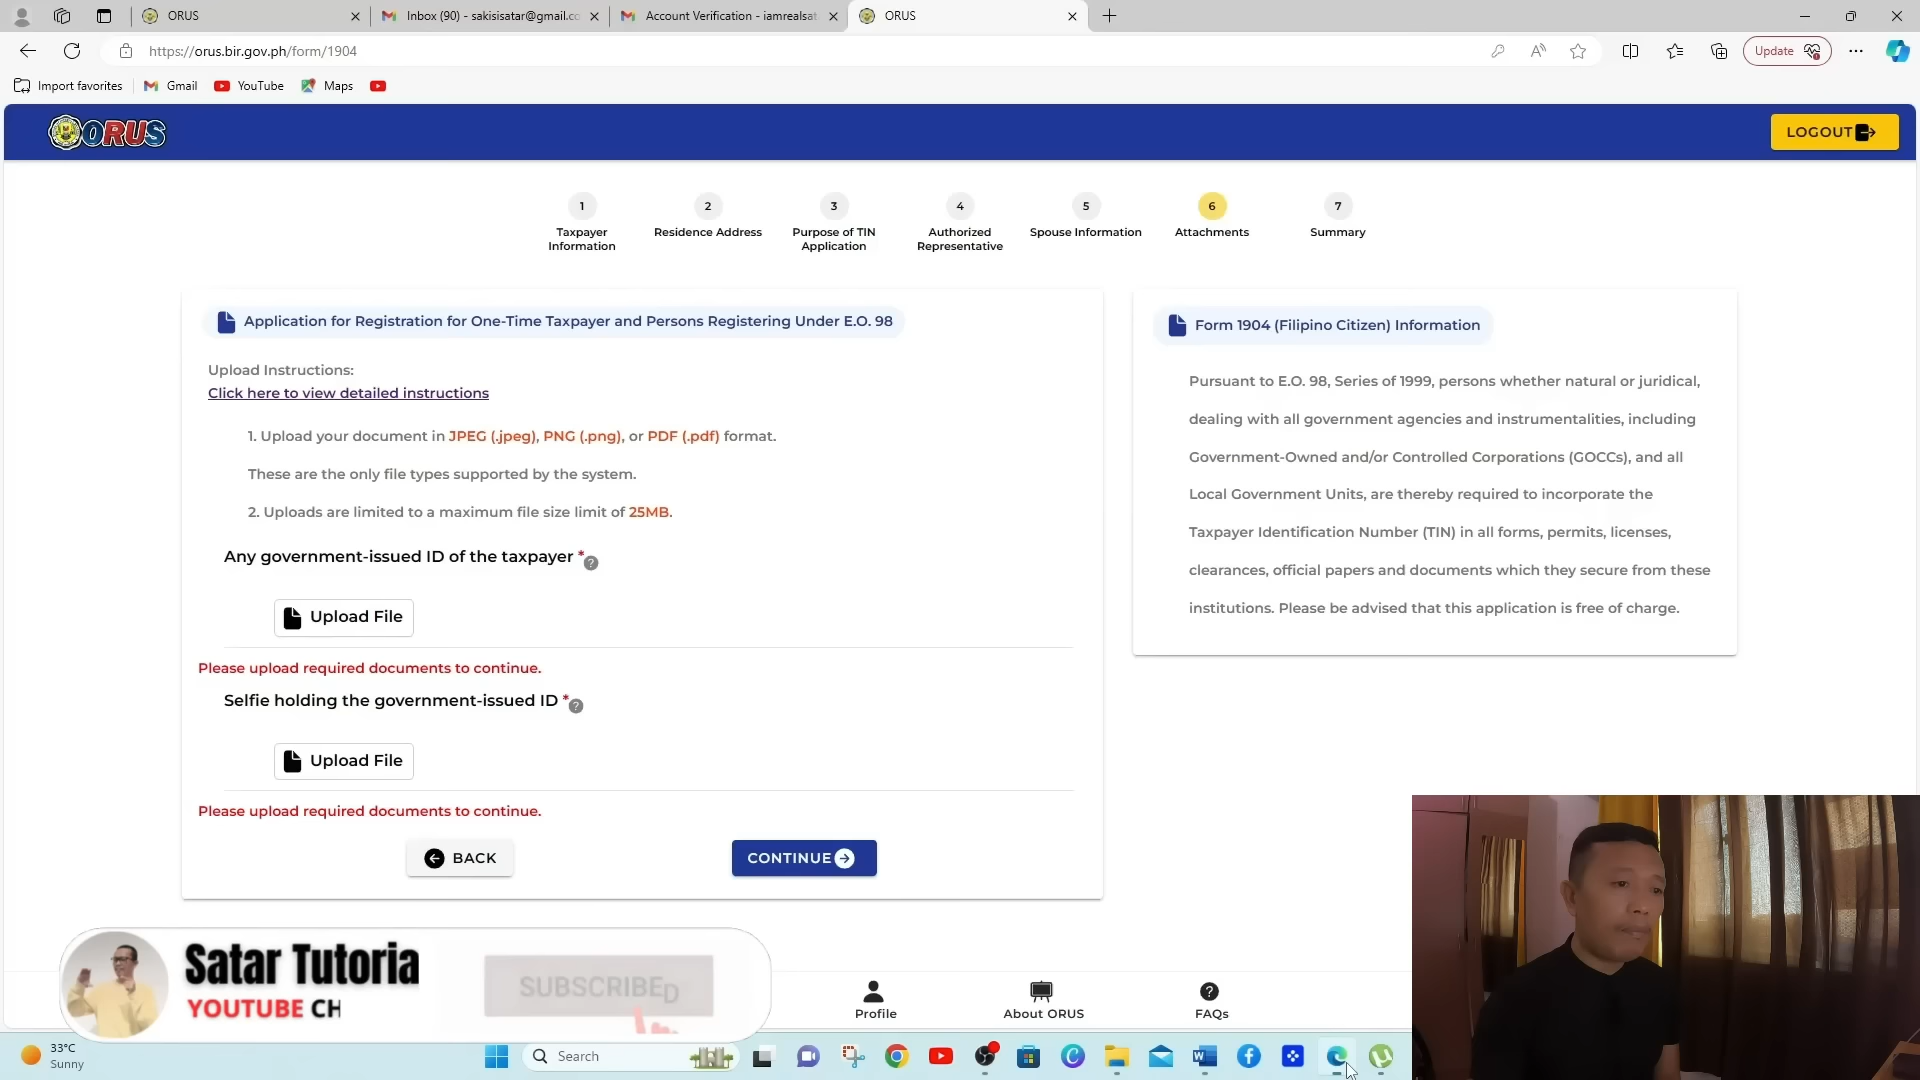 ORUS
Inbox (90) - sakisisatar@gmail.cc
Account Verification - iamrealsat
ORUS
https://orus.bir.gov.ph/form/1904
Update
Import favorites
Gmail
YouTube
Maps
ORUS
LOGOUT
1
2
3
4
5
6
7
Taxpayer Information
Residence Address
Purpose of TIN Application
Authorized Representative
Spouse Information
Attachments
Summary
Application for Registration for One-Time Taxpayer and Persons Registering Under E.O. 98
Upload Instructions:
Click here to view detailed instructions
1. Upload your document in JPEG (.jpeg), PNG (.png), or PDF (.pdf) format.
These are the only file types supported by the system.
2. Uploads are limited to a maximum file size limit of 25MB.
Any government-issued ID of the taxpayer *
Upload File
Please upload required documents to continue.
Selfie holding the government-issued ID *
Upload File
Please upload required documents to continue.
BACK
CONTINUE
Form 1904 (Filipino Citizen) Information
Pursuant to E.O. 98, Series of 1999, persons whether natural or juridical,
dealing with all government agencies and instrumentalities, including
Government-Owned and/or Controlled Corporations (GOCCs), and all
Local Government Units, are thereby required to incorporate the
Taxpayer Identification Number (TIN) in all forms, permits, licenses,
clearances, official papers and documents which they secure from these
institutions. Please be advised that this application is free of charge.
Satar Tutoria
YOUTUBE CH
SUBSCRIBED
Profile
About ORUS
FAQs
33°C
Sunny
Search